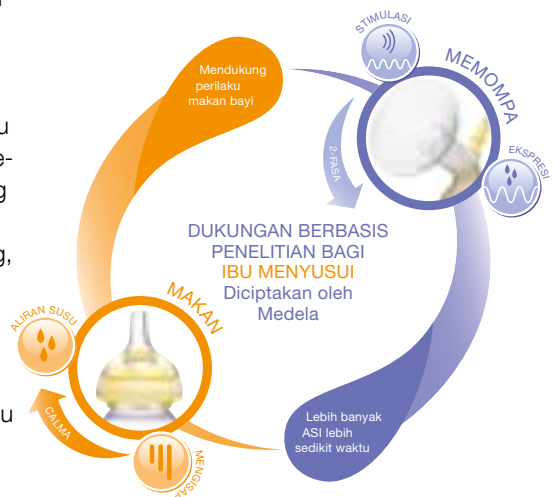 STIMULASI
MEMOMPA
EKSPRESI
2-FASA
Mendukung
perilaku
makan bayi
DUKUNGAN BERBASIS
PENELITIAN BAGI
IBU MENYUSUI
Diciptakan oleh
Medela
MAKAN
ALIRAN SUSU
CALMA
Lebih banyak
ASI lebih
sedikit waktu